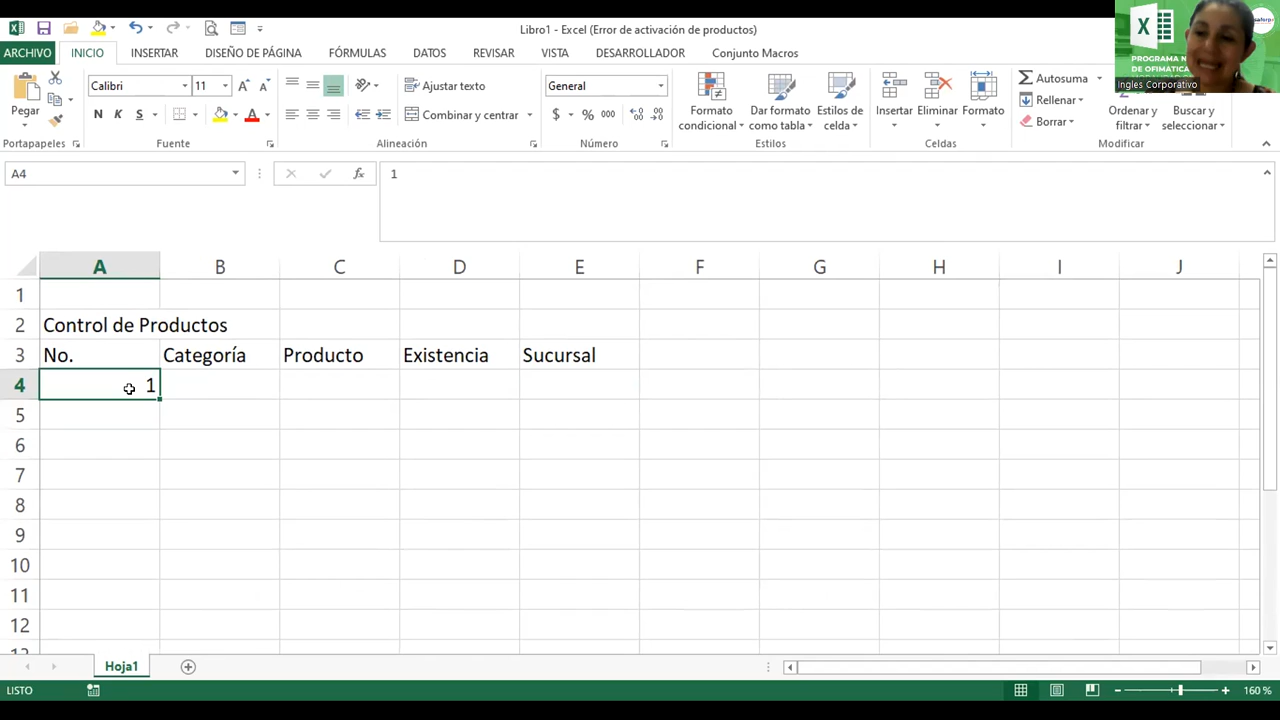 Libro1 - Excel (Error de activación de productos)
ARCHIVO INICIO INSERTAR DISEÑO DE PÁGINA FÓRMULAS DATOS REVISAR VISTA DESARROLLADOR Conjunto Macros
Pegar
Calibri 11
N K S
Ajustar texto
Combinar y centrar
General
$ % 000
Formato condicional
Dar formato como tabla
Estilos de celda
Insertar
Eliminar
Formato
Autosuma
Rellenar
Borrar
Ordenar y filtrar
Buscar y seleccionar
Portapapeles Fuente Alineación Número Estilos Celdas Modificar
PROGRAMA
DE OFIMÁTICA
Ingles Corporativo
A4 fx 1
A B C D E F G H I J
1
2 Control de Productos
3 No. Categoría Producto Existencia Sucursal
4 1
5
6
7
8
9
10
11
12
Hoja1
LISTO 160 %